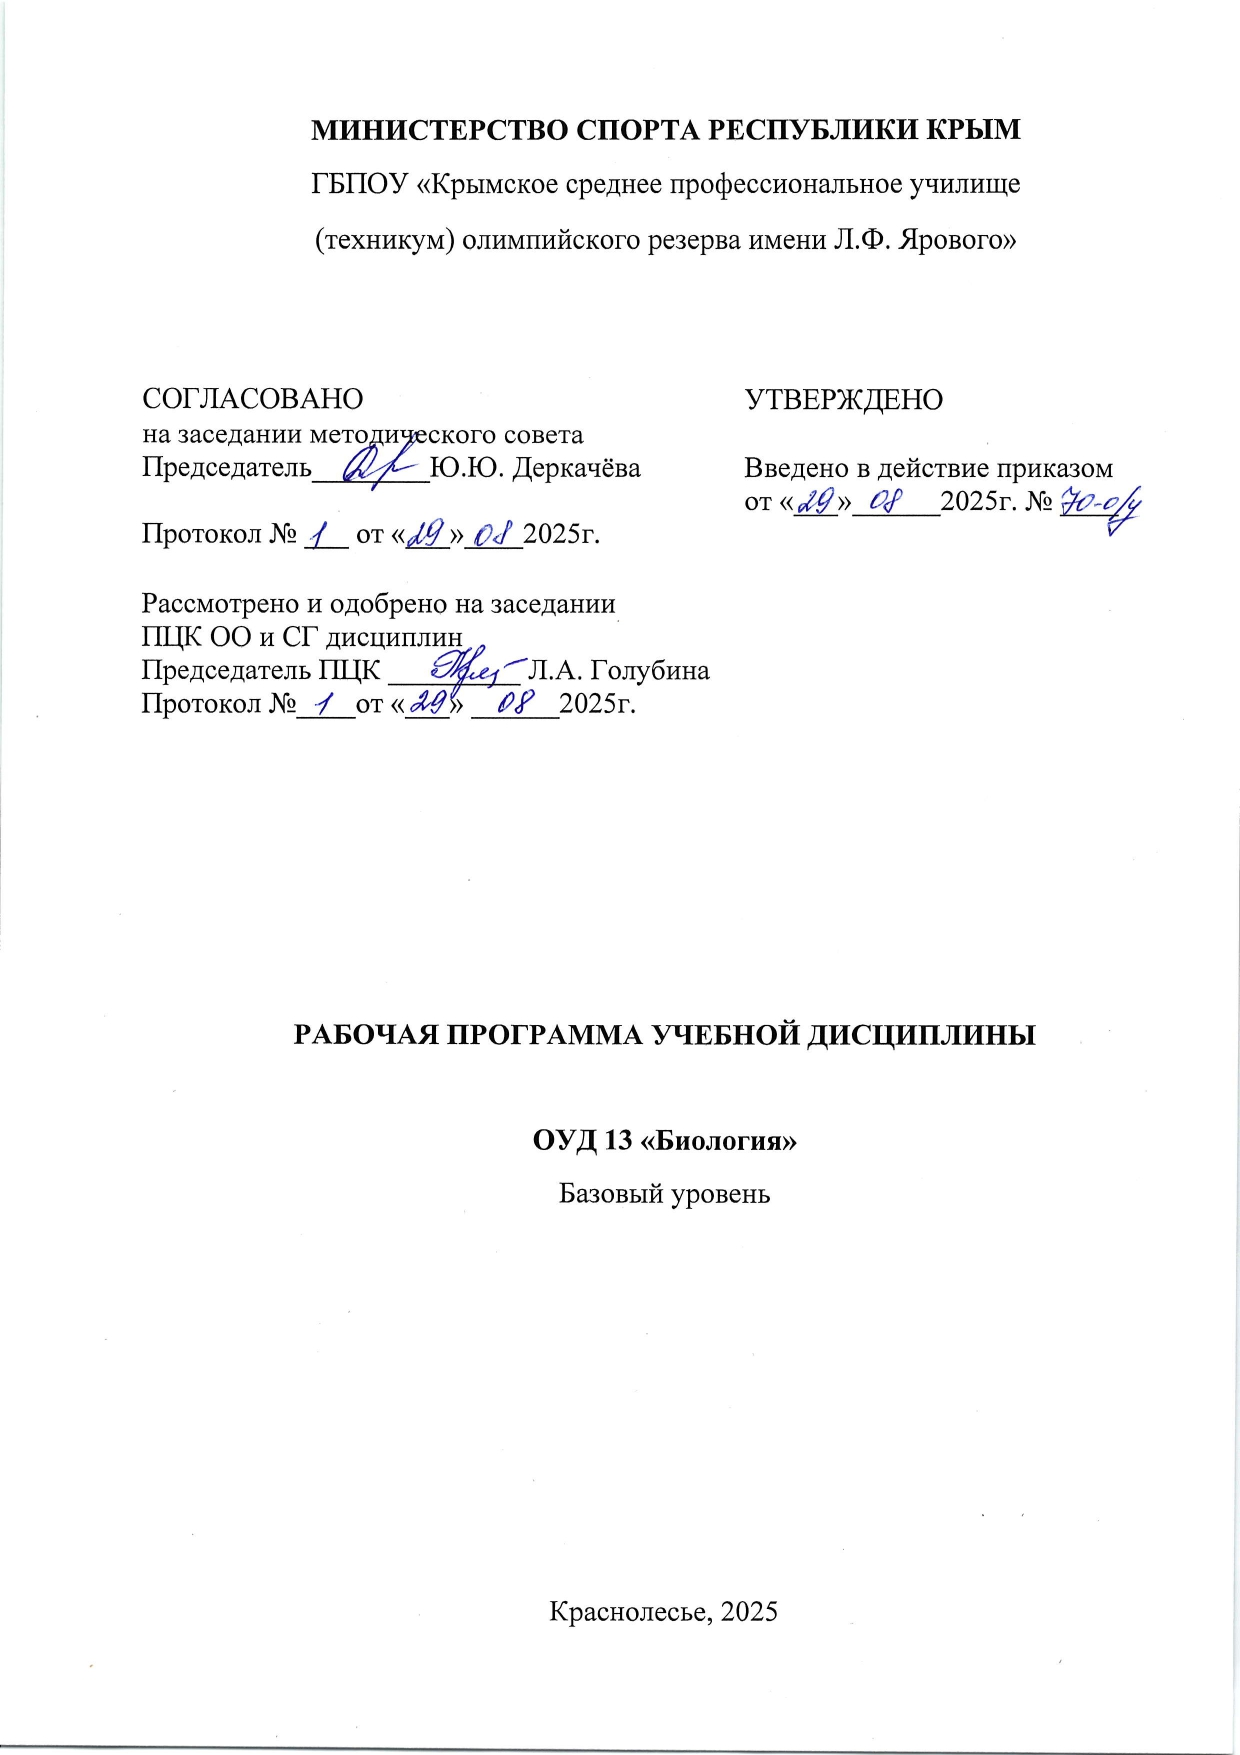 МИНИСТЕРСТВО СПОРТА РЕСПУБЛИКИ КРЫМ
ГБПОУ «Крымское среднее профессиональное училище
(техникум) олимпийского резерва имени Л.Ф. Ярового»
СОГЛАСОВАНО
на заседании методического совета
Председатель________Ю.Ю. Деркачёва
Протокол № 1 от «29» 08 2025г.
Рассмотрено и одобрено на заседании
ПЦК ОО и СГ дисциплин
Председатель ПЦК _________ Л.А. Голубина
Протокол № 1 от «29» 08 2025г.
УТВЕРЖДЕНО
Введено в действие приказом
от «29» 08 2025г. № 70-о/у
РАБОЧАЯ ПРОГРАММА УЧЕБНОЙ ДИСЦИПЛИНЫ
ОУД 13 «Биология»
Базовый уровень
Краснолесье, 2025